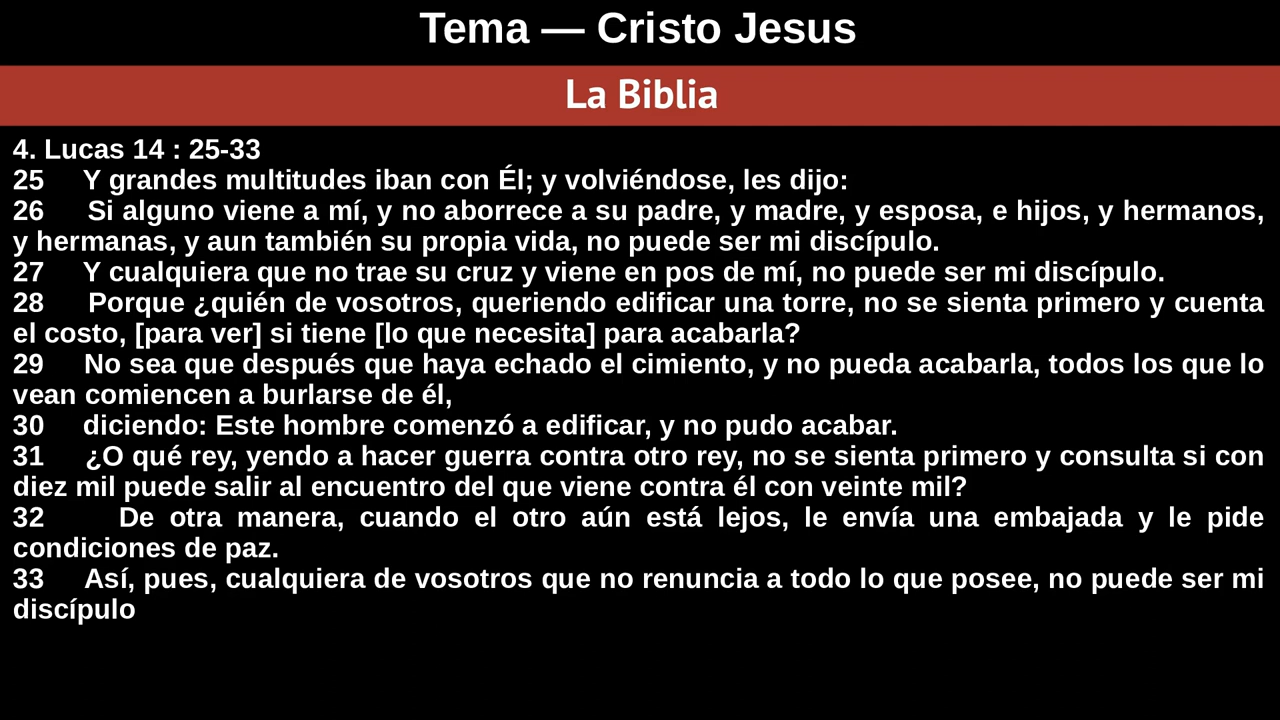 Tema — Cristo Jesus
La Biblia
4. Lucas 14 : 25-33
25 Y grandes multitudes iban con Él; y volviéndose, les dijo:
26 Si alguno viene a mí, y no aborrece a su padre, y madre, y esposa, e hijos, y hermanos,
y hermanas, y aun también su propia vida, no puede ser mi discípulo.
27 Y cualquiera que no trae su cruz y viene en pos de mí, no puede ser mi discípulo.
28 Porque ¿quién de vosotros, queriendo edificar una torre, no se sienta primero y cuenta
el costo, [para ver] si tiene [lo que necesita] para acabarla?
29 No sea que después que haya echado el cimiento, y no pueda acabarla, todos los que lo
vean comiencen a burlarse de él,
30 diciendo: Este hombre comenzó a edificar, y no pudo acabar.
31 ¿O qué rey, yendo a hacer guerra contra otro rey, no se sienta primero y consulta si con
diez mil puede salir al encuentro del que viene contra él con veinte mil?
32 De otra manera, cuando el otro aún está lejos, le envía una embajada y le pide
condiciones de paz.
33 Así, pues, cualquiera de vosotros que no renuncia a todo lo que posee, no puede ser mi
discípulo